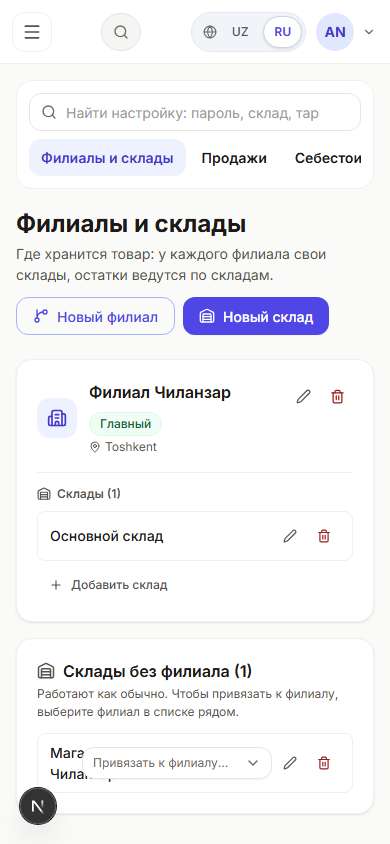 UZ
RU
AN
Найти настройку: пароль, склад, тар
Филиалы и склады
Продажи
Себестои
Филиалы и склады
Где хранится товар: у каждого филиала свои
склады, остатки ведутся по складам.
Новый филиал
Новый склад
Филиал Чиланзар
Главный
Toshkent
Склады (1)
Основной склад
Добавить склад
Склады без филиала (1)
Работают как обычно. Чтобы привязать к филиалу,
выберите филиал в списке рядом.
Мага
Привязать к филиалу...
N